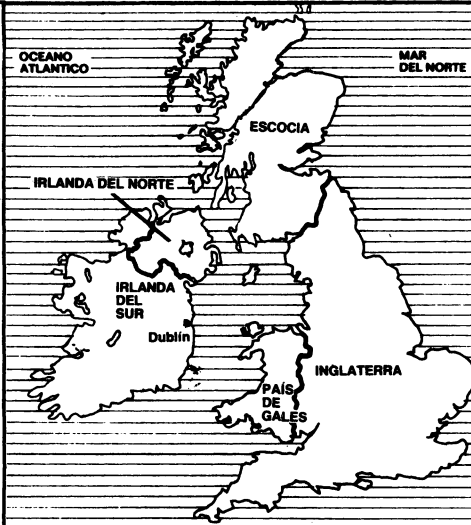 OCEANO
ATLANTICO
MAR
DEL NORTE
ESCOCIA
IRLANDA DEL NORTE
IRLANDA
DEL
SUR
Dublín
INGLATERRA
PAÍS
DE
GALES